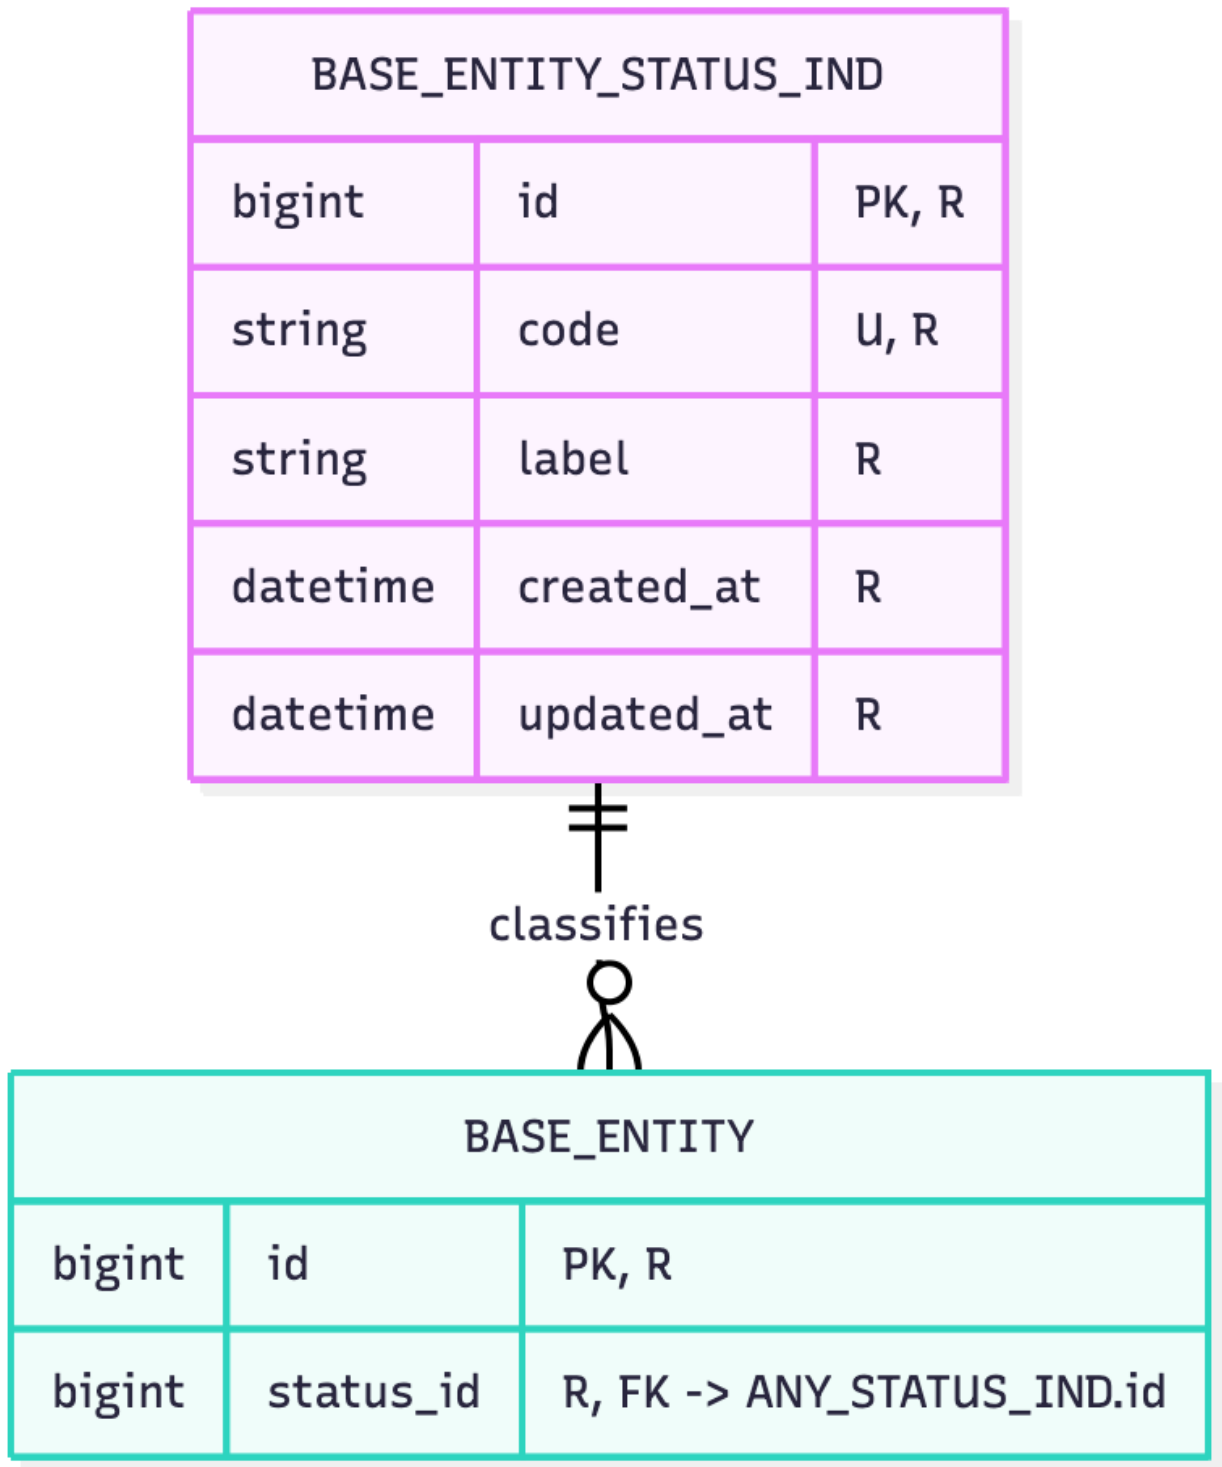 BASE_ENTITY_STATUS_IND
bigint id PK, R
string code U, R
string label R
datetime created_at R
datetime updated_at R
classifies
BASE_ENTITY
bigint id PK, R
bigint status_id R, FK -> ANY_STATUS_IND.id